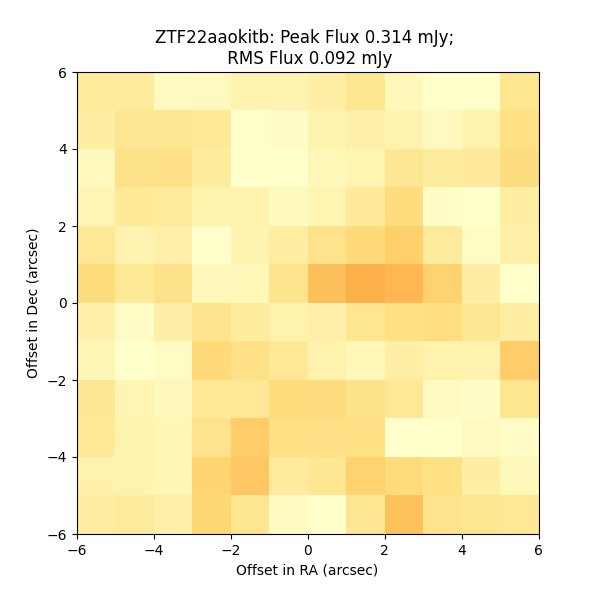 ZTF22aaokitb: Peak Flux 0.314 mJy;
RMS Flux 0.092 mJy
6
4
2
0
−2
−4
−6
Offset in Dec (arcsec)
−6 −4 −2 0 2 4 6
Offset in RA (arcsec)